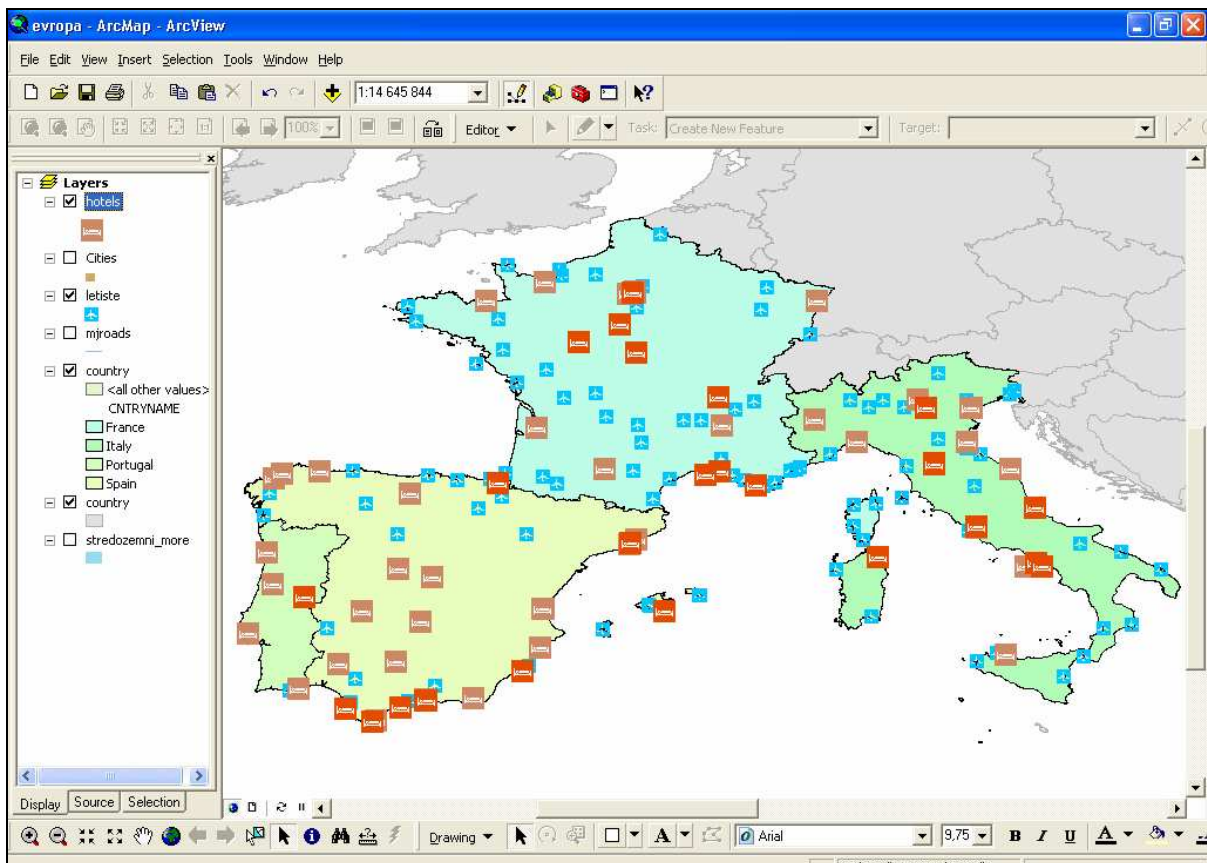 evropa - ArcMap - ArcView
File Edit View Insert Selection Tools Window Help
1:14 645 844
100% Editor Task: Create New Feature Target:
Layers
hotels
Cities
letiste
mjroads
country
<all other values>
CNTRYNAME
France
Italy
Portugal
Spain
country
stredozemni_more
Display Source Selection
Drawing A Arial 9.75 B I U A